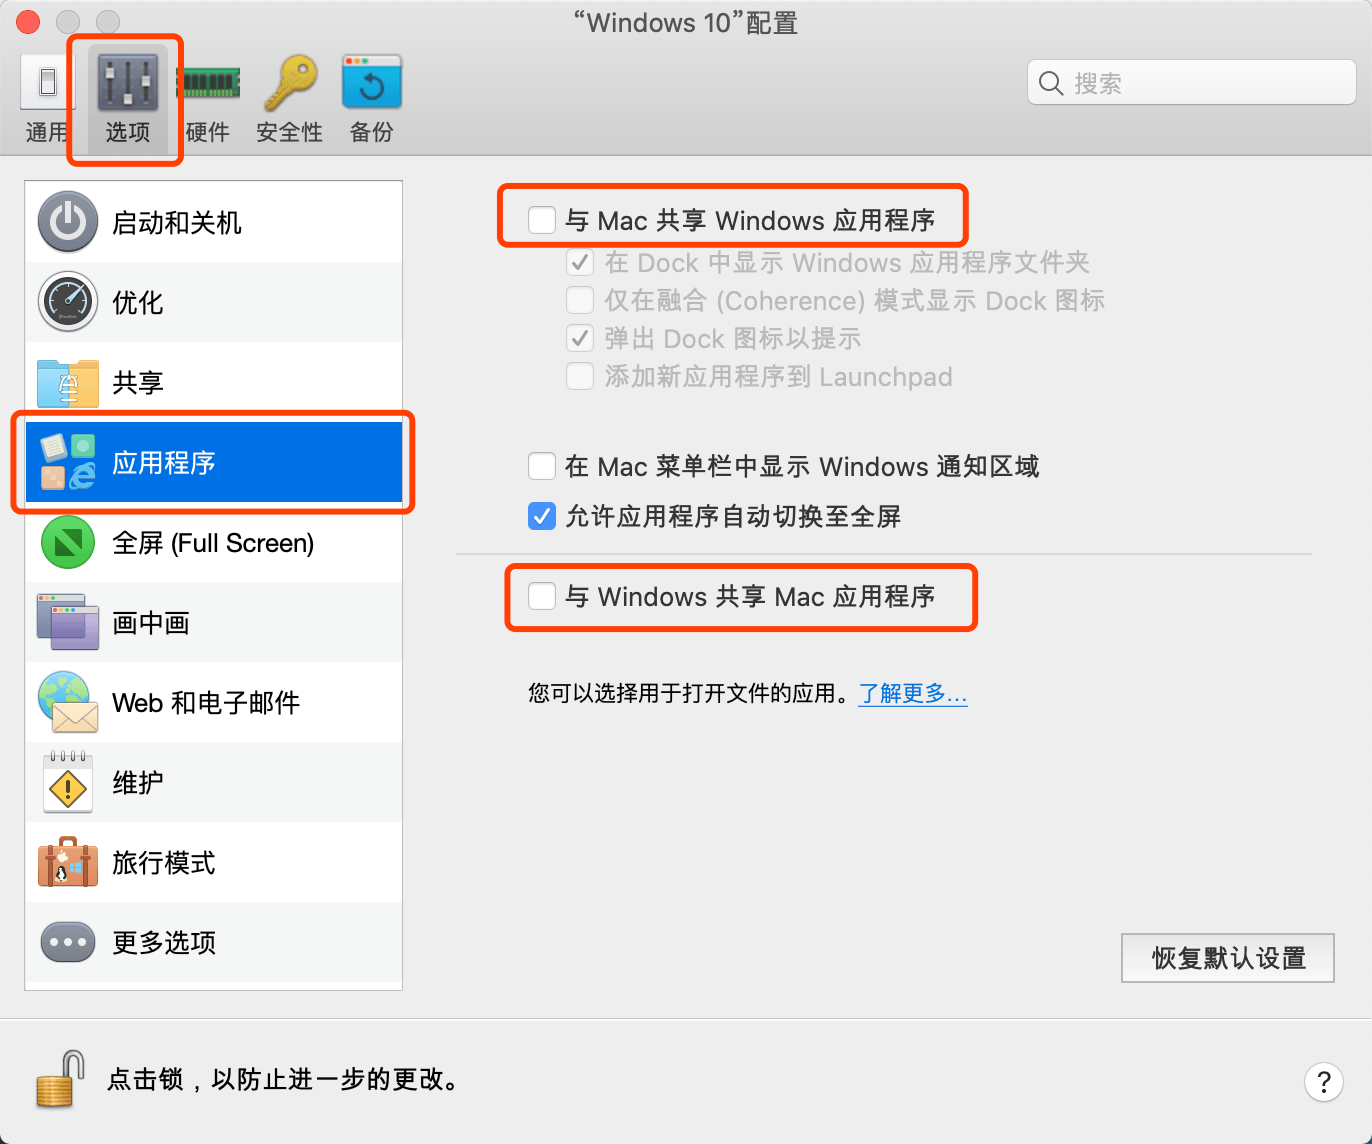 “Windows 10”配置
通用
选项
硬件
安全性
备份
搜索
启动和关机
优化
共享
应用程序
全屏 (Full Screen)
画中画
Web 和电子邮件
维护
旅行模式
更多选项
与 Mac 共享 Windows 应用程序
在 Dock 中显示 Windows 应用程序文件夹
仅在融合 (Coherence) 模式显示 Dock 图标
弹出 Dock 图标以提示
添加新应用程序到 Launchpad
在 Mac 菜单栏中显示 Windows 通知区域
允许应用程序自动切换至全屏
与 Windows 共享 Mac 应用程序
您可以选择用于打开文件的应用。了解更多...
恢复默认设置
点击锁，以防止进一步的更改。
?